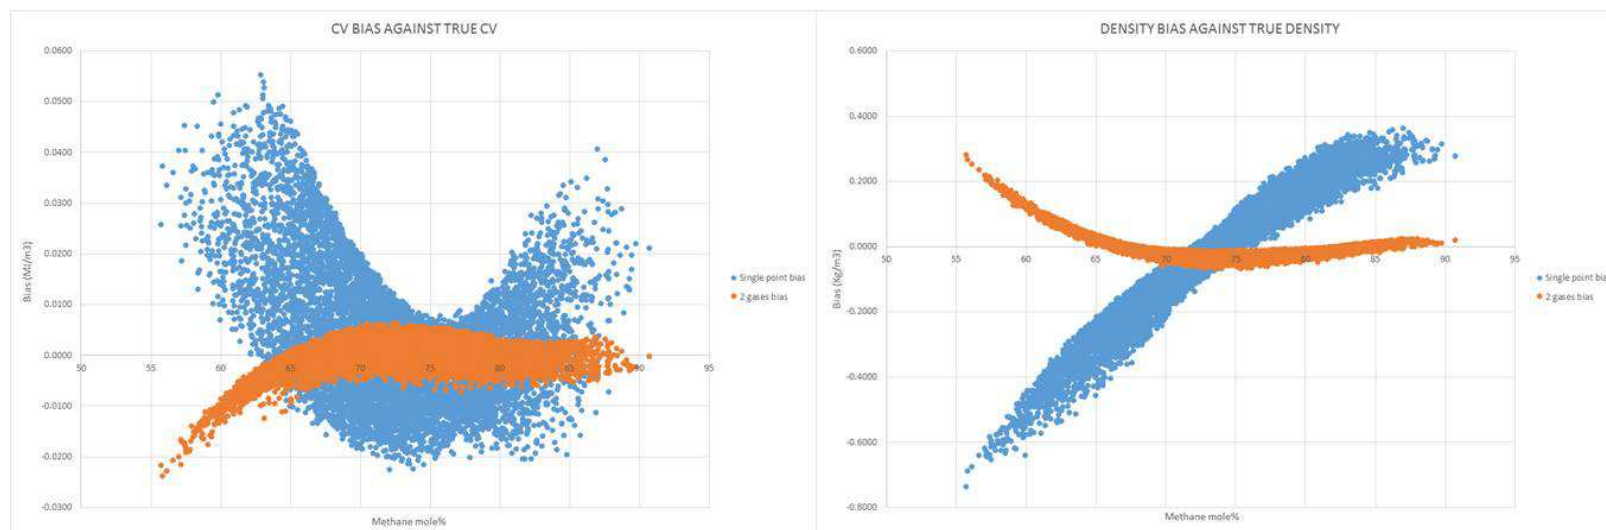 CV BIAS AGAINST TRUE CV
0.0600
0.0500
0.0400
0.0300
0.0200
0.0100
0.0000
-0.0100
-0.0200
-0.0300
50 55 60 65 70 75 80 85 90 95
Bias (MJ/m3)
Methane mole%
Single point bias
2 gases bias
DENSITY BIAS AGAINST TRUE DENSITY
0.6000
0.4000
0.2000
0.0000
-0.2000
-0.4000
-0.6000
-0.8000
50 55 60 65 70 75 80 85 90 95
Bias (Kg/m3)
Methane mole%
Single point bia
2 gases bias